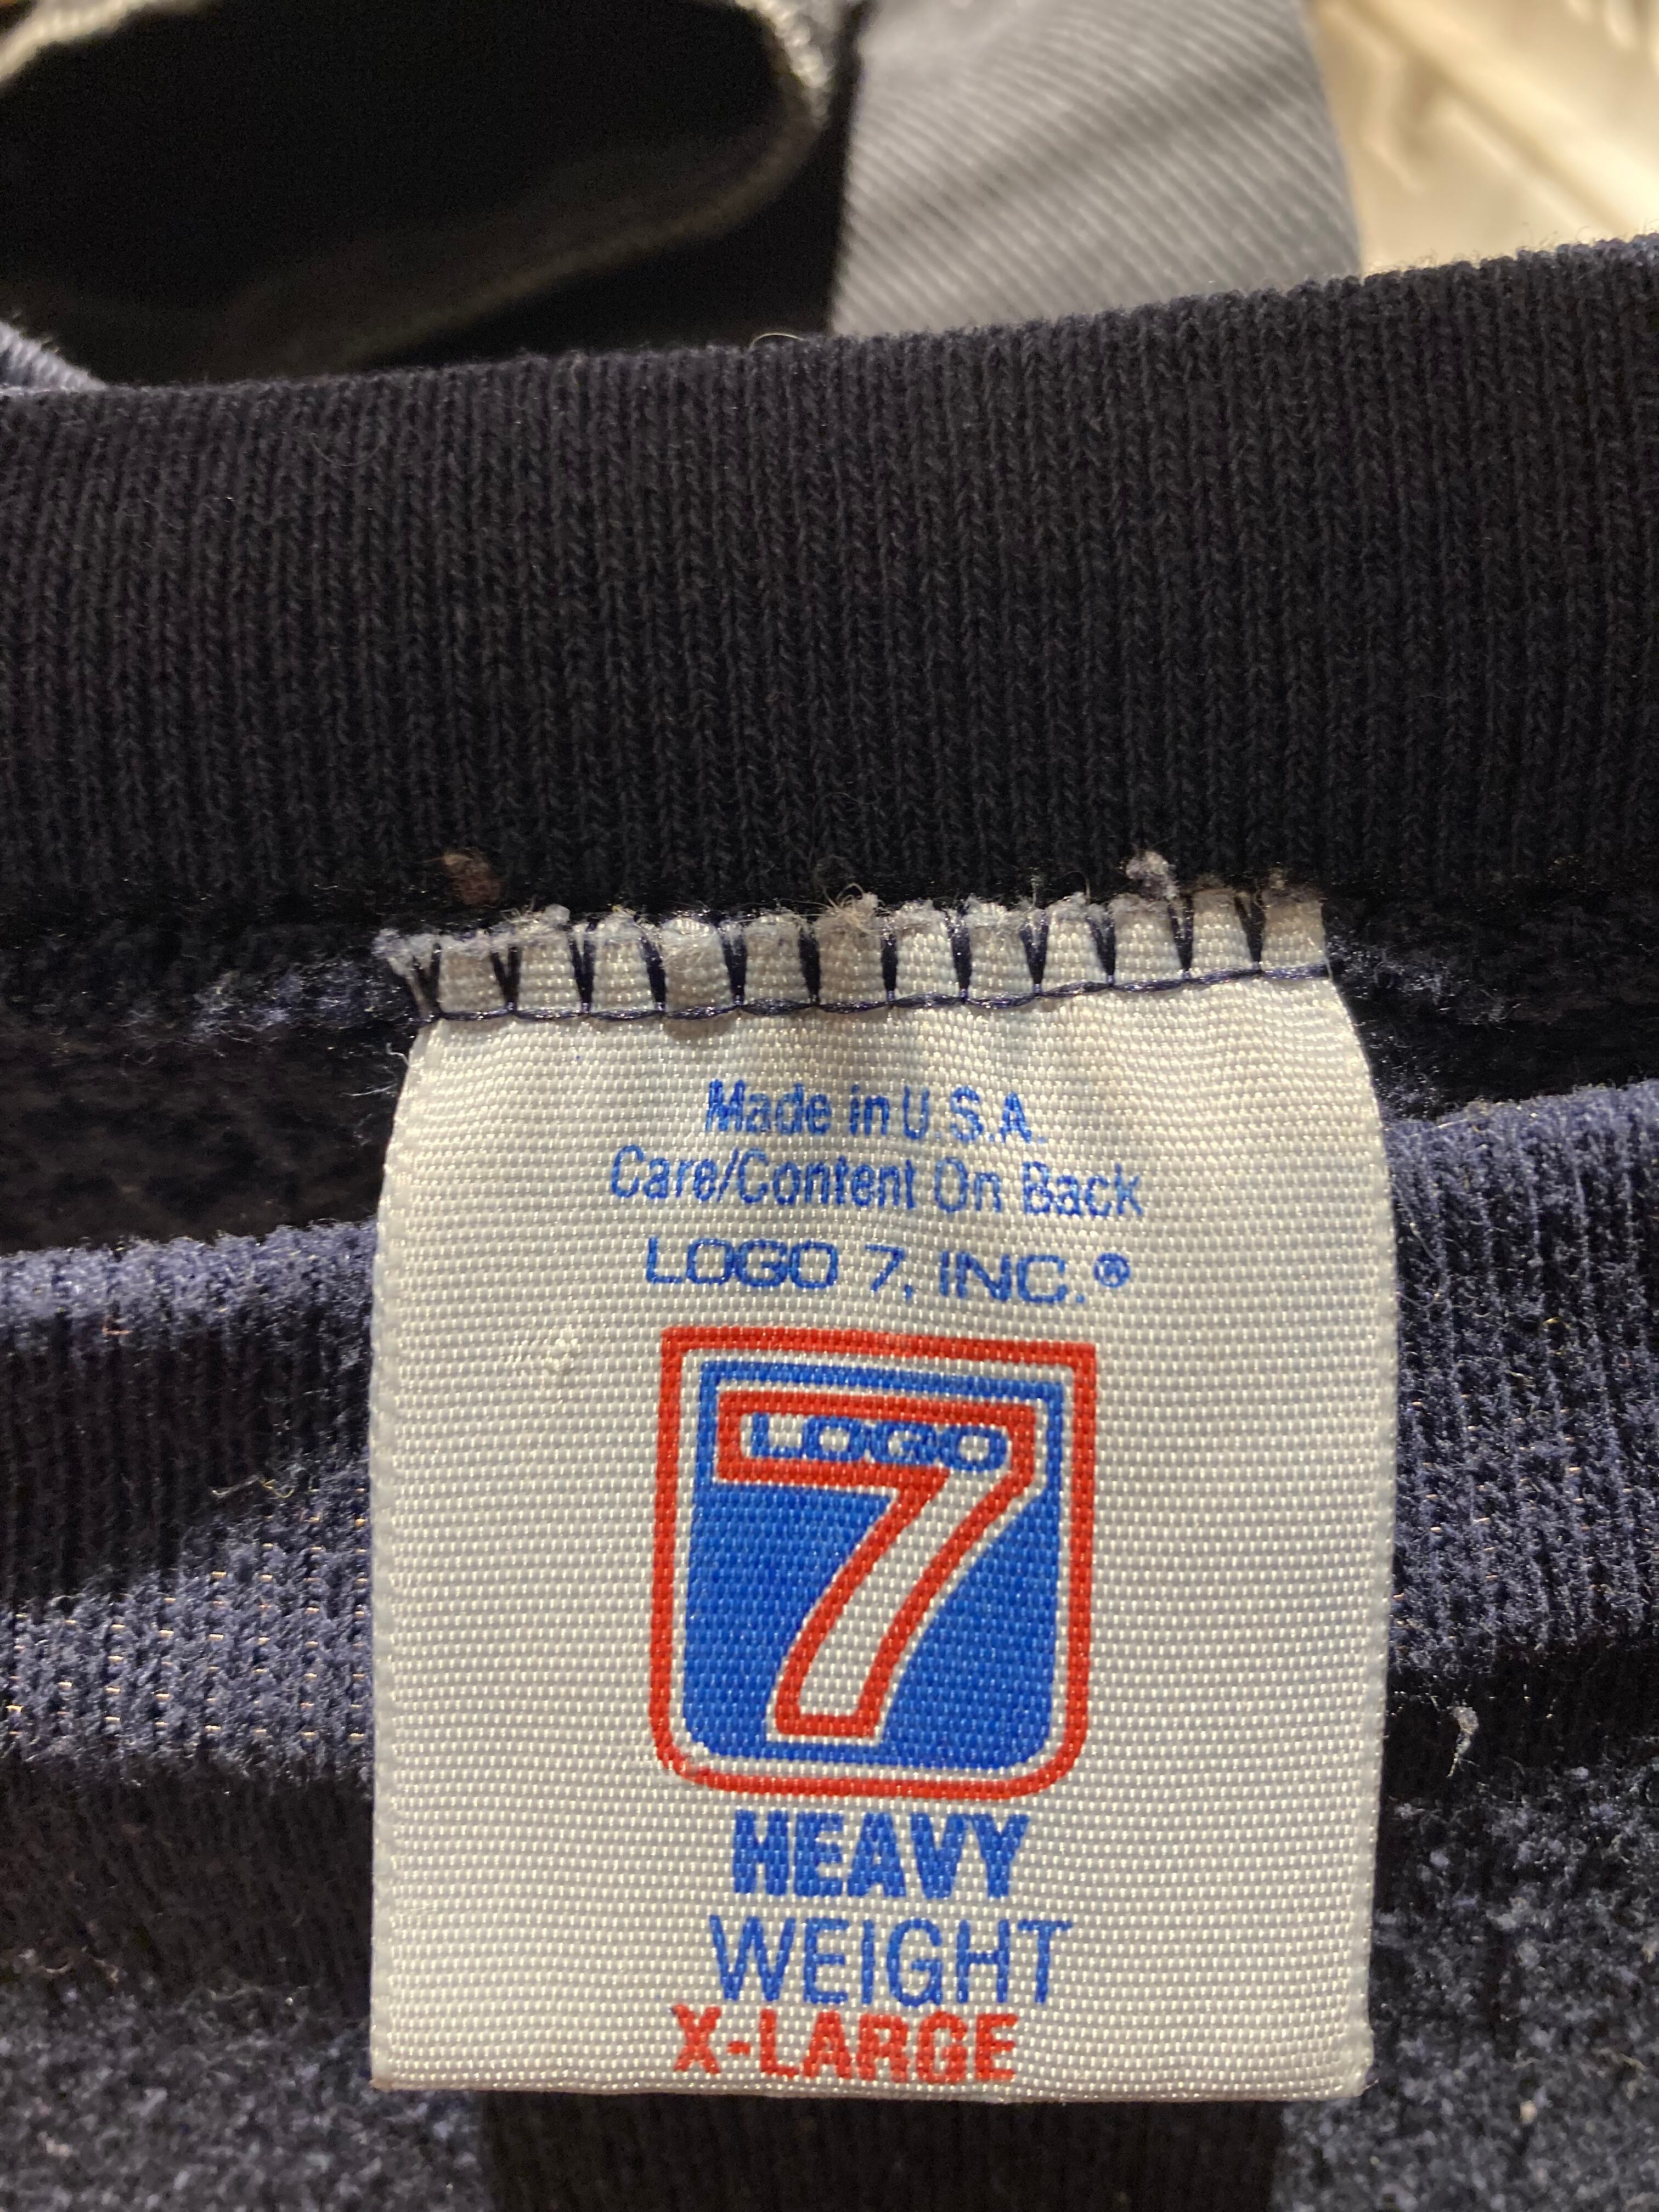 Made in U.S.A.
Care/Content On Back
LOGO 7, INC.®
LOGO
7
HEAVY
WEIGHT
X-LARGE